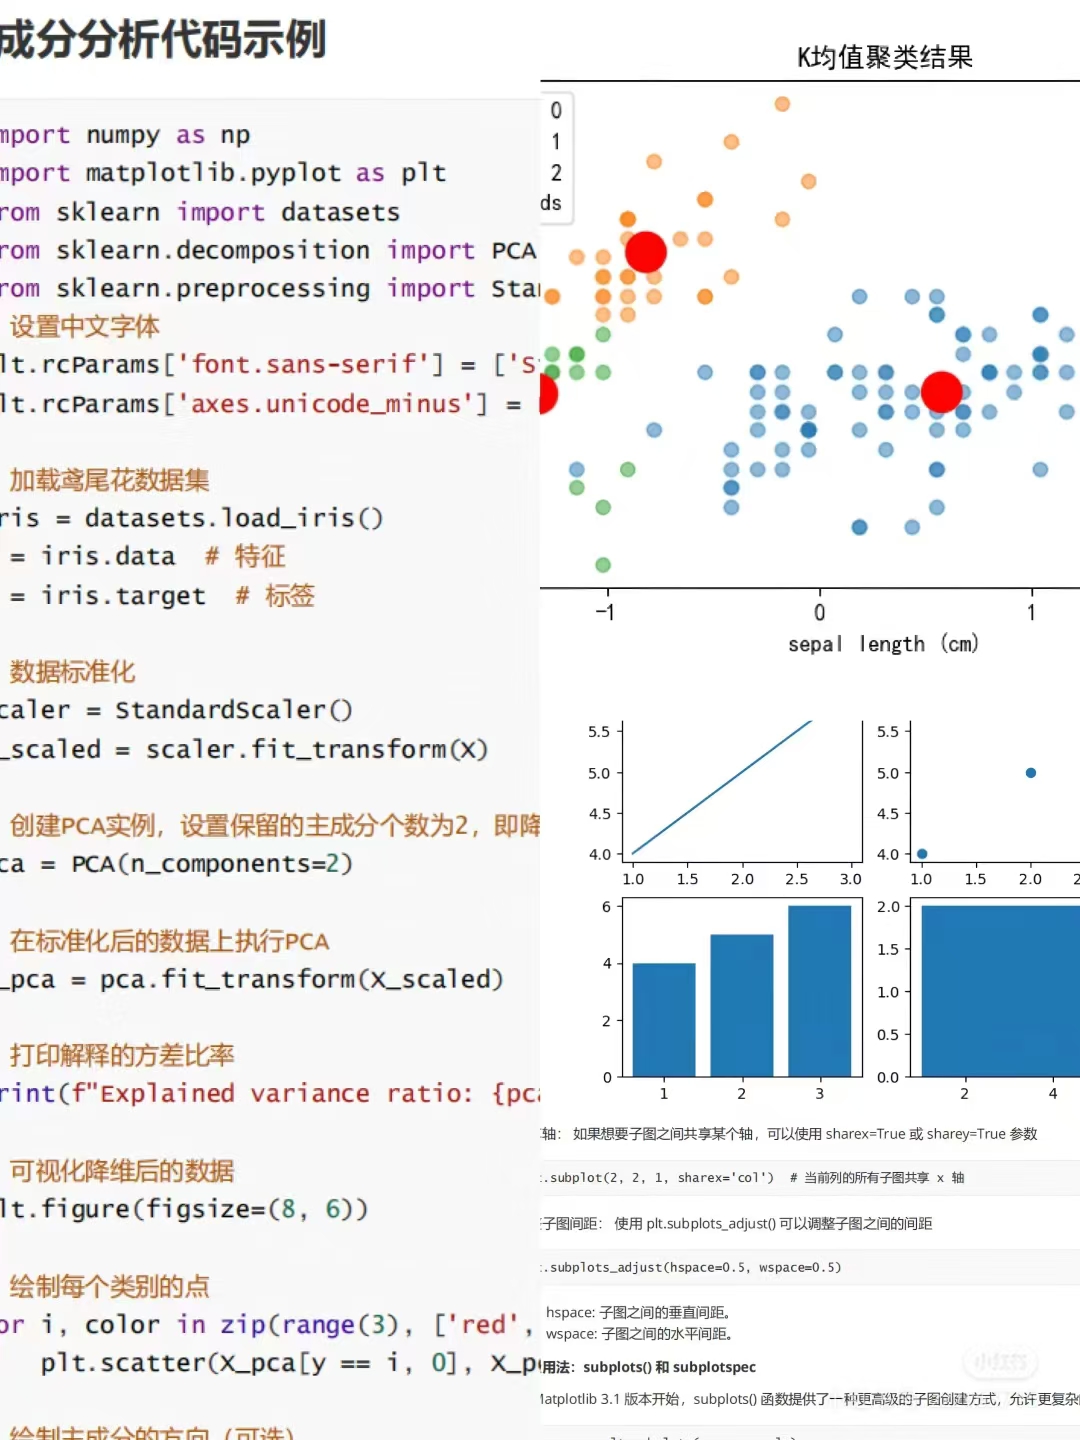 成分分析代码示例
mport numpy as np
mport matplotlib.pyplot as plt
rom sklearn import datasets
rom sklearn.decomposition import PCA
rom sklearn.preprocessing import Sta
设置中文字体
lt.rcParams['font.sans-serif'] = ['S
lt.rcParams['axes.unicode_minus'] =
加载鸢尾花数据集
ris = datasets.load_iris()
= iris.data # 特征
= iris.target # 标签
数据标准化
caler = StandardScaler()
_scaled = scaler.fit_transform(X)
创建PCA实例，设置保留的主成分个数为2，即降
ca = PCA(n_components=2)
在标准化后的数据上执行PCA
_pca = pca.fit_transform(X_scaled)
打印解释的方差比率
rint(f"Explained variance ratio: {pca
可视化降维后的数据
lt.figure(figsize=(8, 6))
绘制每个类别的点
or i, color in zip(range(3), ['red',
plt.scatter(X_pca[y == i, 0], X_p
绘制主成分的方向（可选）
K均值聚类结果
0
1
2
ds
−1 0 1
sepal length (cm)
5.5
5.0
4.5
4.0
1.0 1.5 2.0 2.5 3.0
5.5
5.0
4.5
4.0
1.0 1.5 2.0 2
6
4
2
0
1 2 3
2.0
1.5
1.0
0.5
0.0
2 4
轴： 如果想要子图之间共享某个轴，可以使用 sharex=True 或 sharey=True 参数
.subplot(2, 2, 1, sharex='col') # 当前列的所有子图共享 x 轴
子图间距： 使用 plt.subplots_adjust() 可以调整子图之间的间距
.subplots_adjust(hspace=0.5, wspace=0.5)
hspace: 子图之间的垂直间距。
wspace: 子图之间的水平间距。
用法：subplots() 和 subplotspec
Matplotlib 3.1 版本开始，subplots() 函数提供了一种更高级的子图创建方式，允许更复杂
小红书